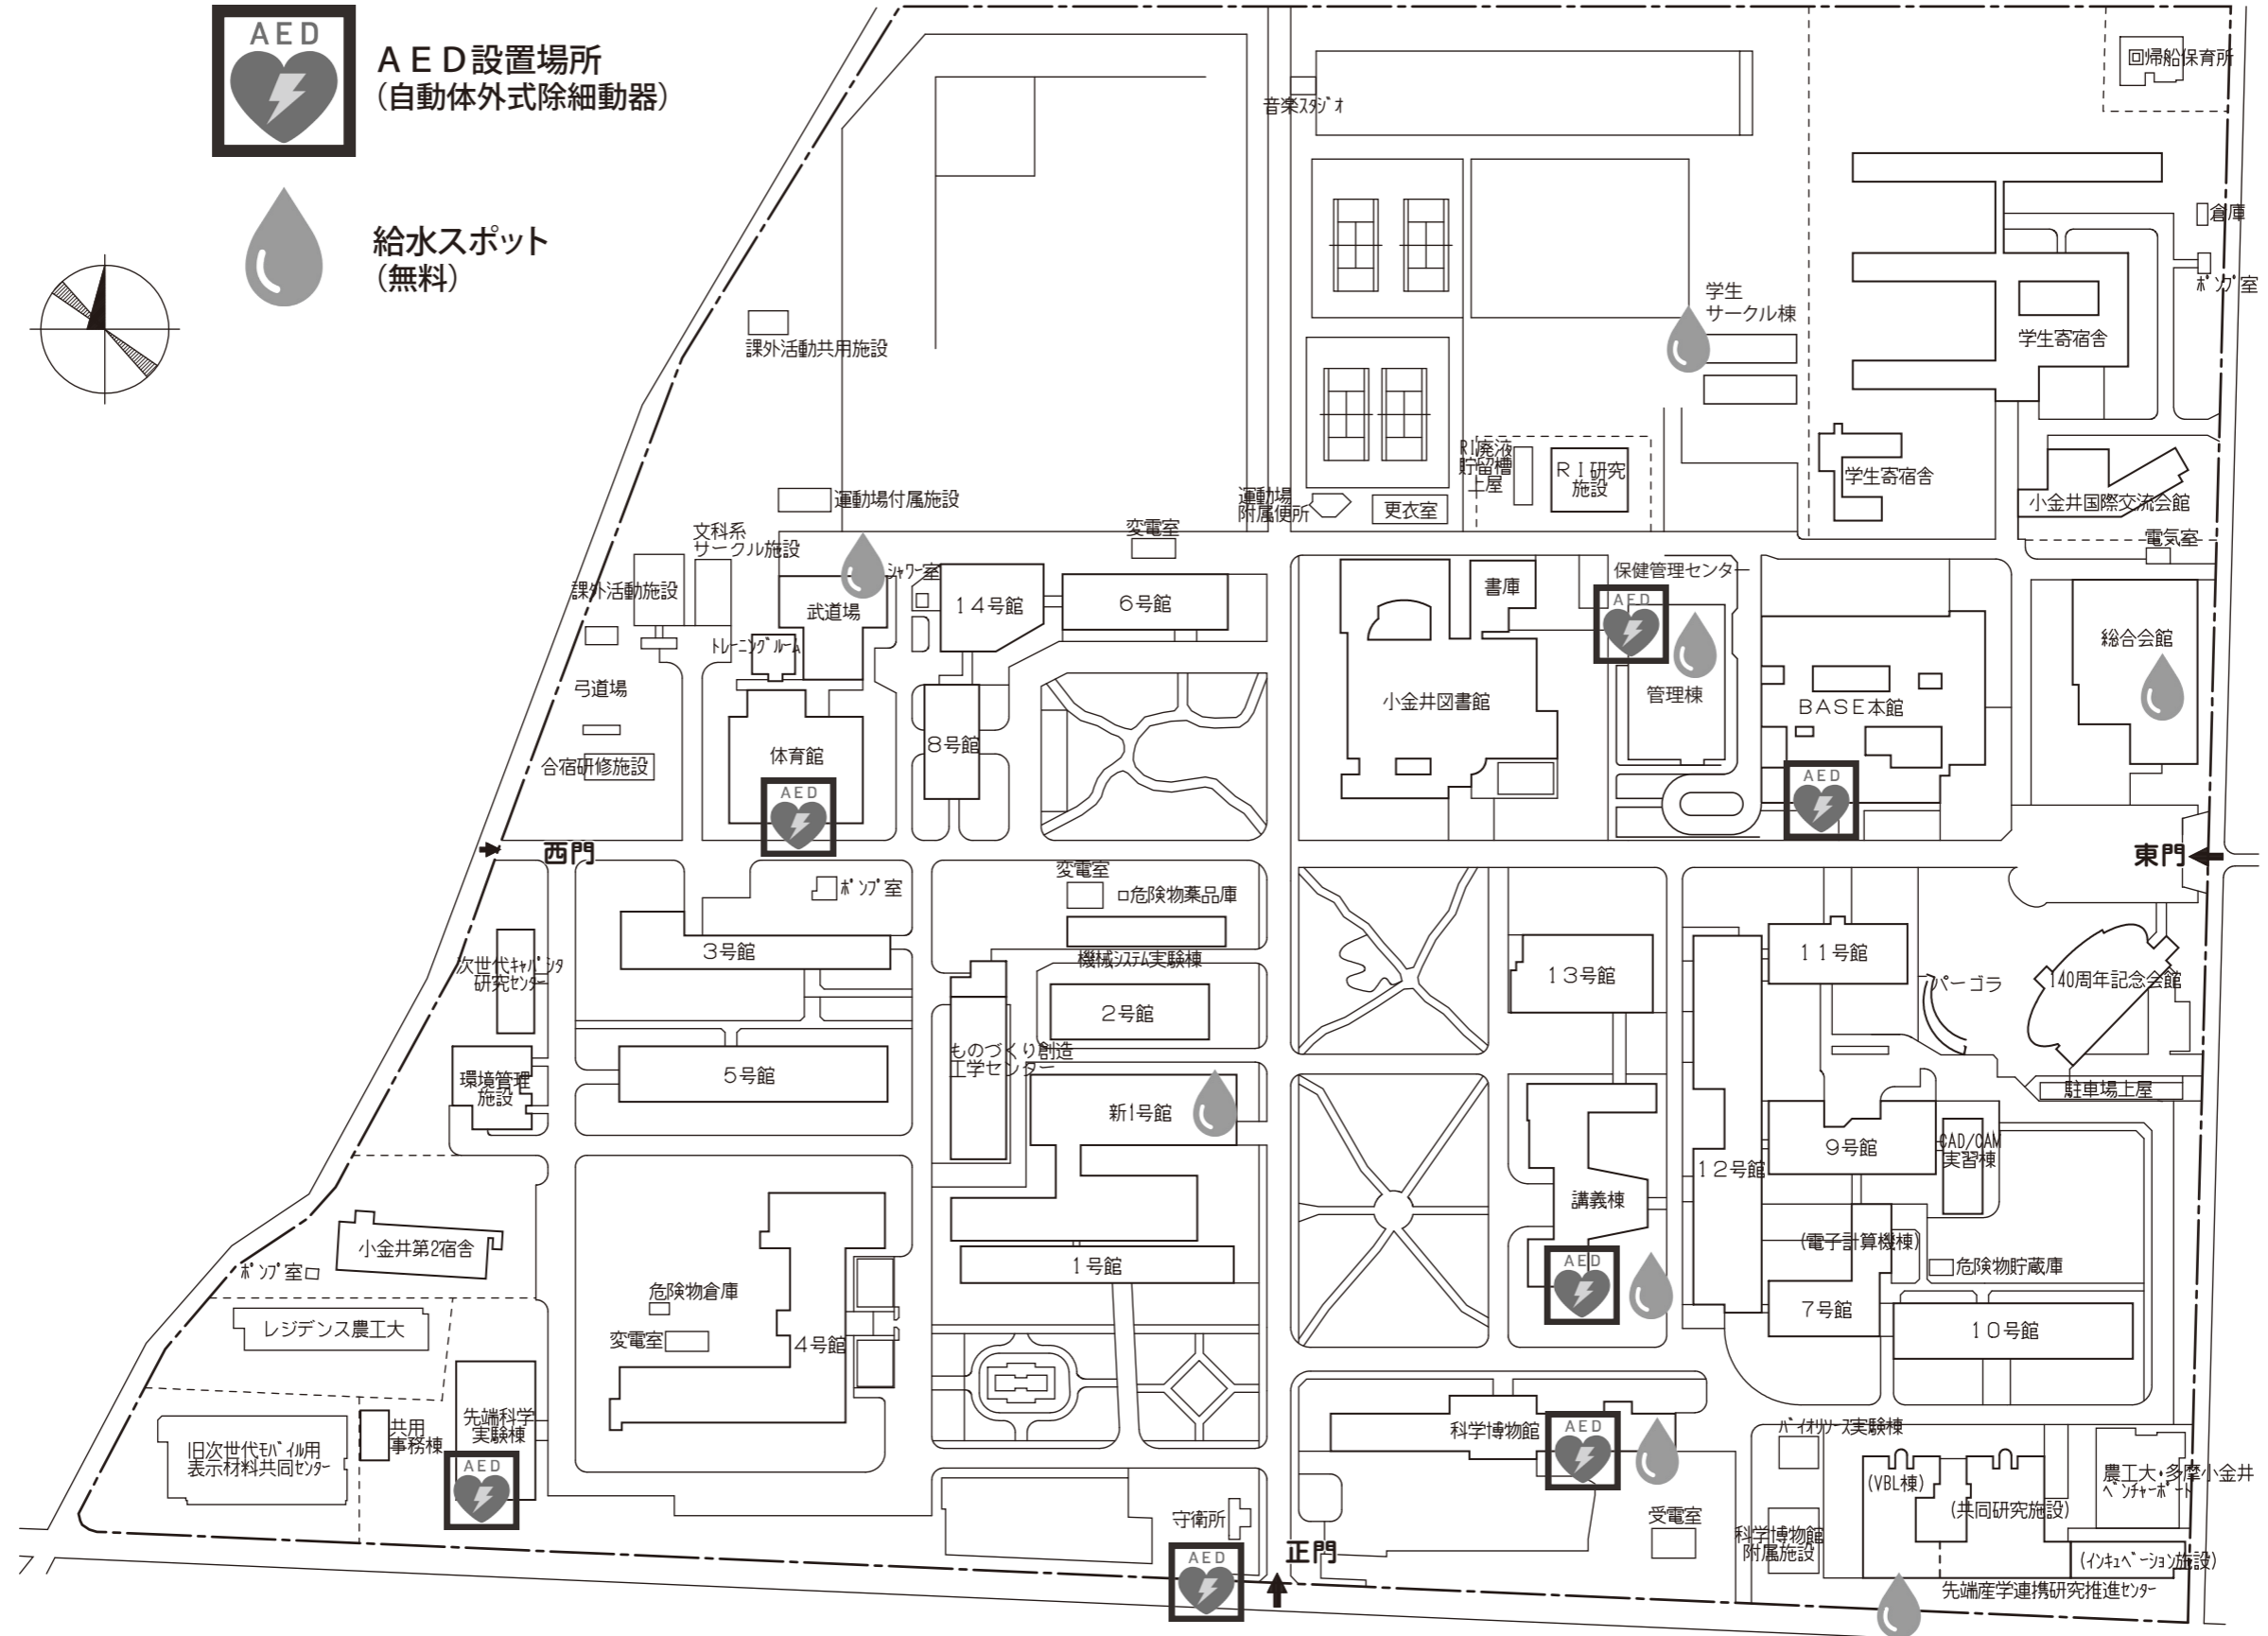 AED
ＡＥＤ設置場所
（自動体外式除細動器）
給水スポット
（無料）
回帰船保育所
音楽ｽﾀｼﾞｵ
倉庫
ﾎﾟﾝﾌﾟ室
学生
サークル棟
学生寄宿舎
課外活動共用施設
RI廃液
貯留槽
上屋
ＲＩ研究
施設
学生寄宿舎
小金井国際交流会館
運動場付属施設
運動場
附属便所
更衣室
変電室
電気室
文科系
サークル施設
課外活動施設
ｼｬﾜｰ室
武道場
ﾄﾚｰﾆﾝｸﾞﾙｰﾑ
14号館
6号館
書庫
保健管理センター
AED
総合会館
弓道場
小金井図書館
管理棟
BASE本館
合宿研修施設
体育館
8号館
AED
AED
西門
東門
ﾎﾟﾝﾌﾟ室
変電室
危険物薬品庫
3号館
機械ｼｽﾃﾑ実験棟
次世代ｷｬﾊﾟｼﾀ
研究ｾﾝﾀｰ
13号館
11号館
パーゴラ
140周年記念会館
2号館
ものづくり創造
工学センター
環境管理
施設
5号館
新1号館
駐車場上屋
9号館
CAD/CAM
実習棟
12号館
講義棟
小金井第2宿舎
ﾎﾟﾝﾌﾟ室
1号館
(電子計算機棟)
危険物貯蔵庫
AED
危険物倉庫
レジデンス農工大
変電室
4号館
7号館
10号館
先端科学
実験棟
共用
事務棟
旧次世代ﾓﾊﾞｲﾙ用
表示材料共同ｾﾝﾀｰ
AED
科学博物館
AED
ﾊﾞｲｵﾘｿｰｽ実験棟
(VBL棟)
(共同研究施設)
農工大・多摩小金井
ﾍﾞﾝﾁｬｰﾎﾟｰﾄ
守衛所
受電室
科学博物館
附属施設
AED
正門
(ｲﾝｷｭﾍﾞｰｼｮﾝ施設)
先端産学連携研究推進ｾﾝﾀｰ